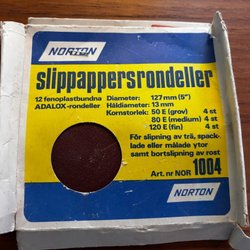 NORTON
slippappersrondeller
12 fenoplastbundna
ADALOX-rondeller
Diameter: 127 mm (5")
Håldiameter: 13 mm
Kornstorlek: 50 E (grov) 4 st
80 E (medium) 4 st
120 E (fin) 4 st
För slipning av trä, spack-
lade eller målade ytor
samt bortslipning av rost
Art. nr NOR 1004
NORTON